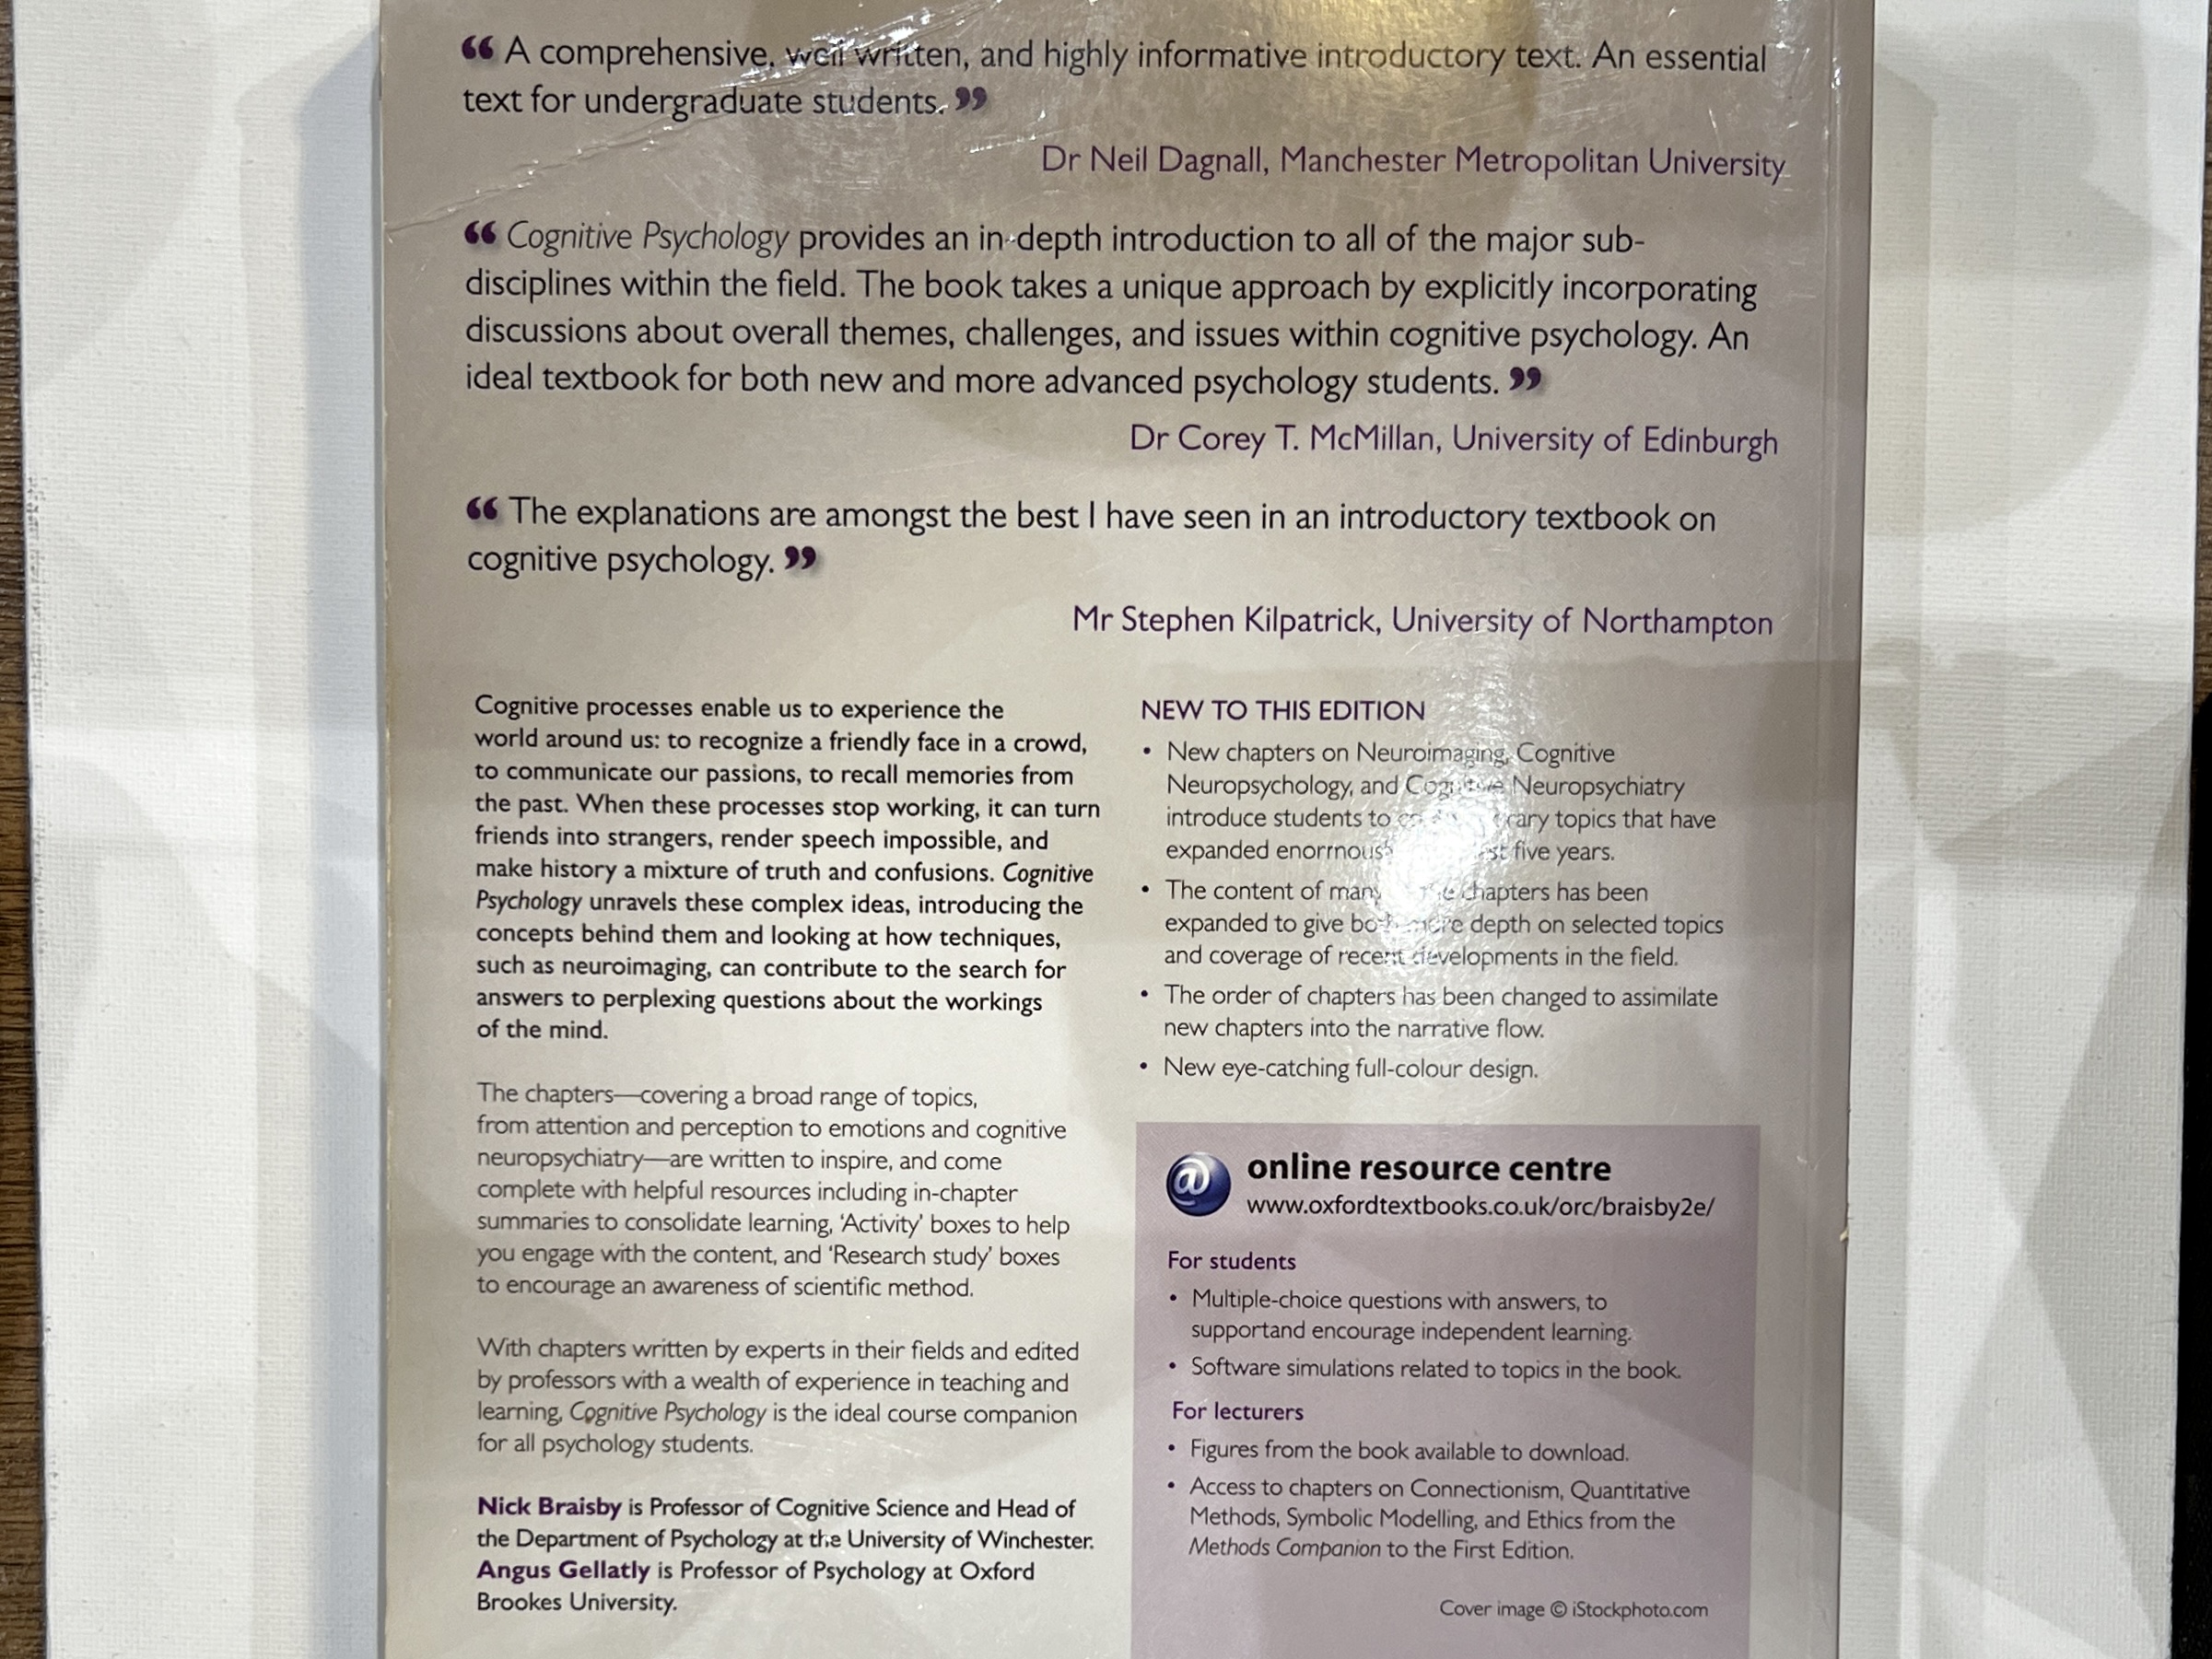 “ A comprehensive, well written, and highly informative introductory text. An essential
text for undergraduate students. ”
Dr Neil Dagnall, Manchester Metropolitan University
“ Cognitive Psychology provides an in-depth introduction to all of the major sub-
disciplines within the field. The book takes a unique approach by explicitly incorporating
discussions about overall themes, challenges, and issues within cognitive psychology. An
ideal textbook for both new and more advanced psychology students. ”
Dr Corey T. McMillan, University of Edinburgh
“ The explanations are amongst the best I have seen in an introductory textbook on
cognitive psychology. ”
Mr Stephen Kilpatrick, University of Northampton
Cognitive processes enable us to experience the
world around us: to recognize a friendly face in a crowd,
to communicate our passions, to recall memories from
the past. When these processes stop working, it can turn
friends into strangers, render speech impossible, and
make history a mixture of truth and confusions. Cognitive
Psychology unravels these complex ideas, introducing the
concepts behind them and looking at how techniques,
such as neuroimaging, can contribute to the search for
answers to perplexing questions about the workings
of the mind.
The chapters—covering a broad range of topics,
from attention and perception to emotions and cognitive
neuropsychiatry—are written to inspire, and come
complete with helpful resources including in-chapter
summaries to consolidate learning, ‘Activity’ boxes to help
you engage with the content, and ‘Research study’ boxes
to encourage an awareness of scientific method.
With chapters written by experts in their fields and edited
by professors with a wealth of experience in teaching and
learning, Cognitive Psychology is the ideal course companion
for all psychology students.
Nick Braisby is Professor of Cognitive Science and Head of
the Department of Psychology at the University of Winchester.
Angus Gellatly is Professor of Psychology at Oxford
Brookes University.
NEW TO THIS EDITION
• New chapters on Neuroimaging, Cognitive
Neuropsychology, and Cognitive Neuropsychiatry
introduce students to topics that have
expanded five years.
• The content of many chapters has been
expanded to give both more depth on selected topics
and coverage of recent developments in the field.
• The order of chapters has been changed to assimilate
new chapters into the narrative flow.
• New eye-catching full-colour design.
@ online resource centre
www.oxfordtextbooks.co.uk/orc/braisby2e/
For students
• Multiple-choice questions with answers, to
supportand encourage independent learning.
• Software simulations related to topics in the book.
For lecturers
• Figures from the book available to download.
• Access to chapters on Connectionism, Quantitative
Methods, Symbolic Modelling, and Ethics from the
Methods Companion to the First Edition.
Cover image © iStockphoto.com